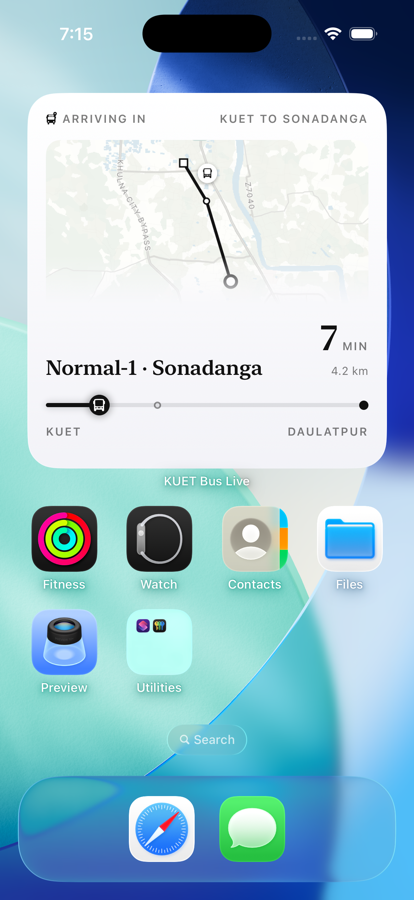 7:15
ARRIVING IN
KUET TO SONADANGA
KHULNA CITY BYPASS
Z7040
7 MIN
Normal-1 · Sonadanga
4.2 km
KUET
DAULATPUR
KUET Bus Live
Fitness
Watch
Contacts
Files
Preview
Utilities
Search